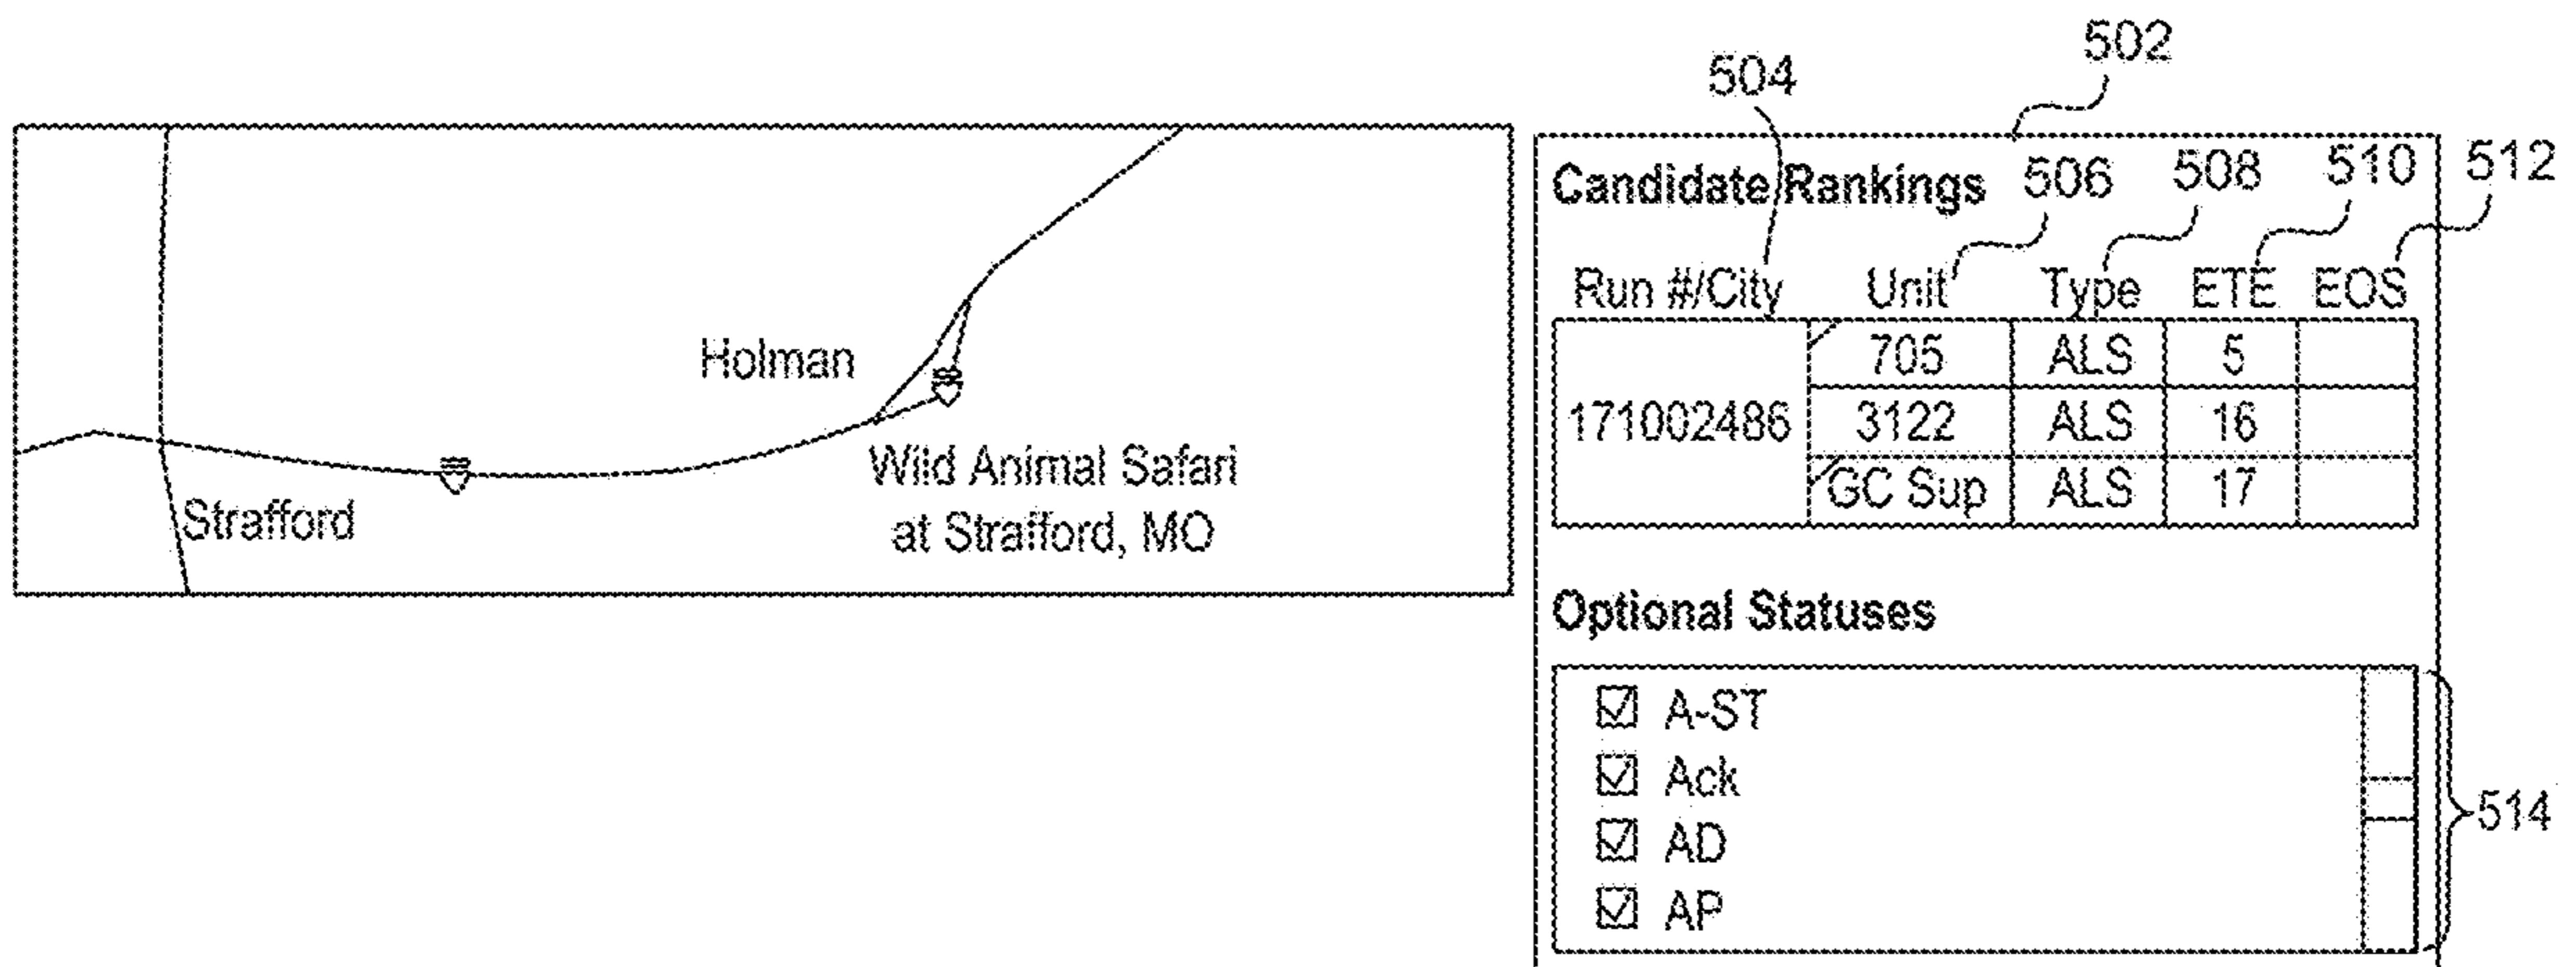 502
504
Holman
Wild Animal Safari
at Strafford, MO
Strafford
Candidate Rankings
506 508 510 512
Run #/City Unit Type ETE EOS
705 ALS 5
171002486 3122 ALS 16
GC Sup ALS 17
Optional Statuses
A-ST
Ack
AD
AP
514